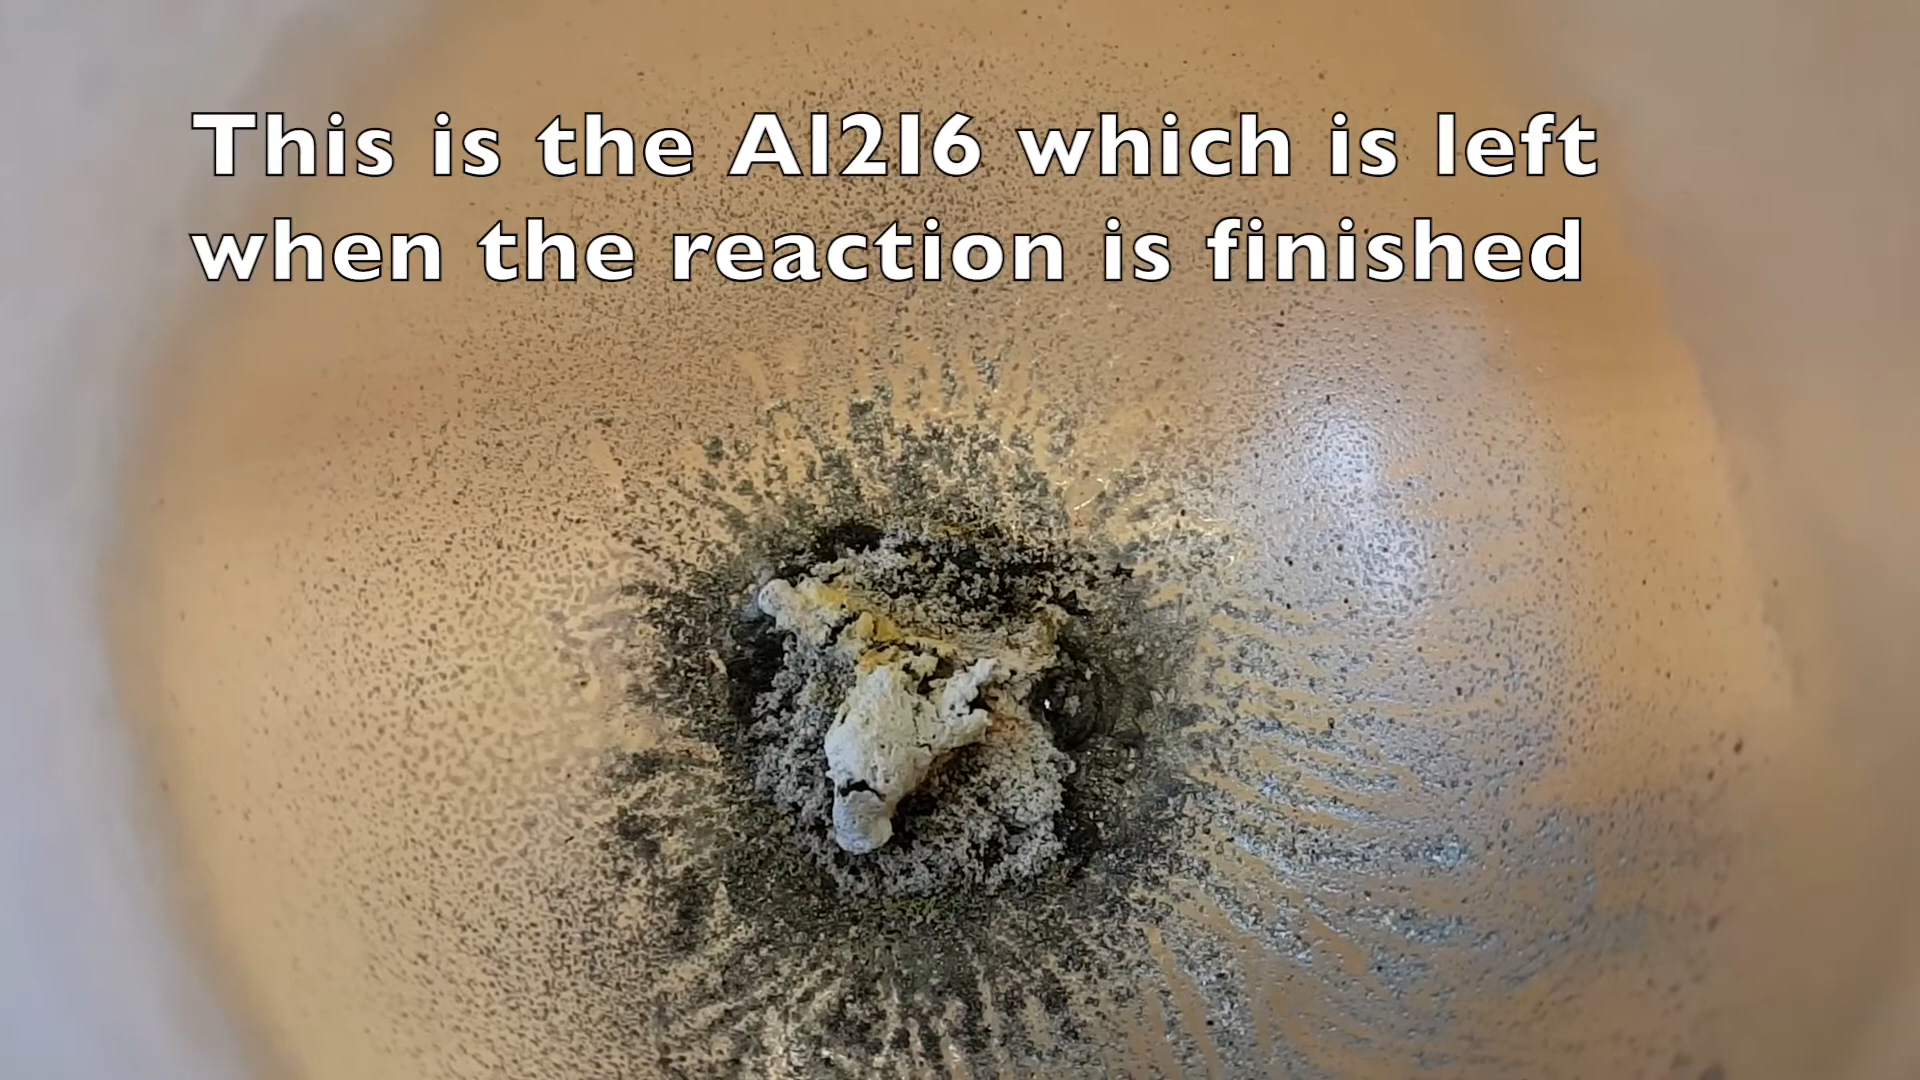 This is the Al2I6 which is left
when the reaction is finished